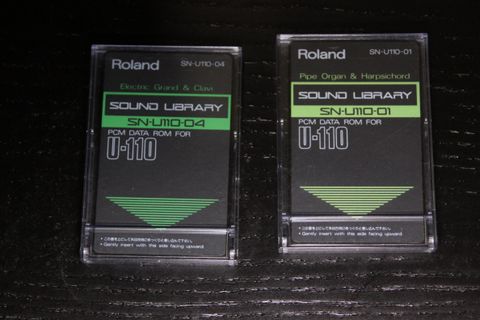 Roland SN-U110-04
Electric Grand & Clavi
SOUND LIBRARY
SN-U110-04
PCM DATA ROM FOR
U-110
• Gently insert with this side facing upward.
Roland SN-U110-01
Pipe Organ & Harpsichord
SOUND LIBRARY
SN-U110-01
PCM DATA ROM FOR
U-110
• Gently insert with this side facing upward.